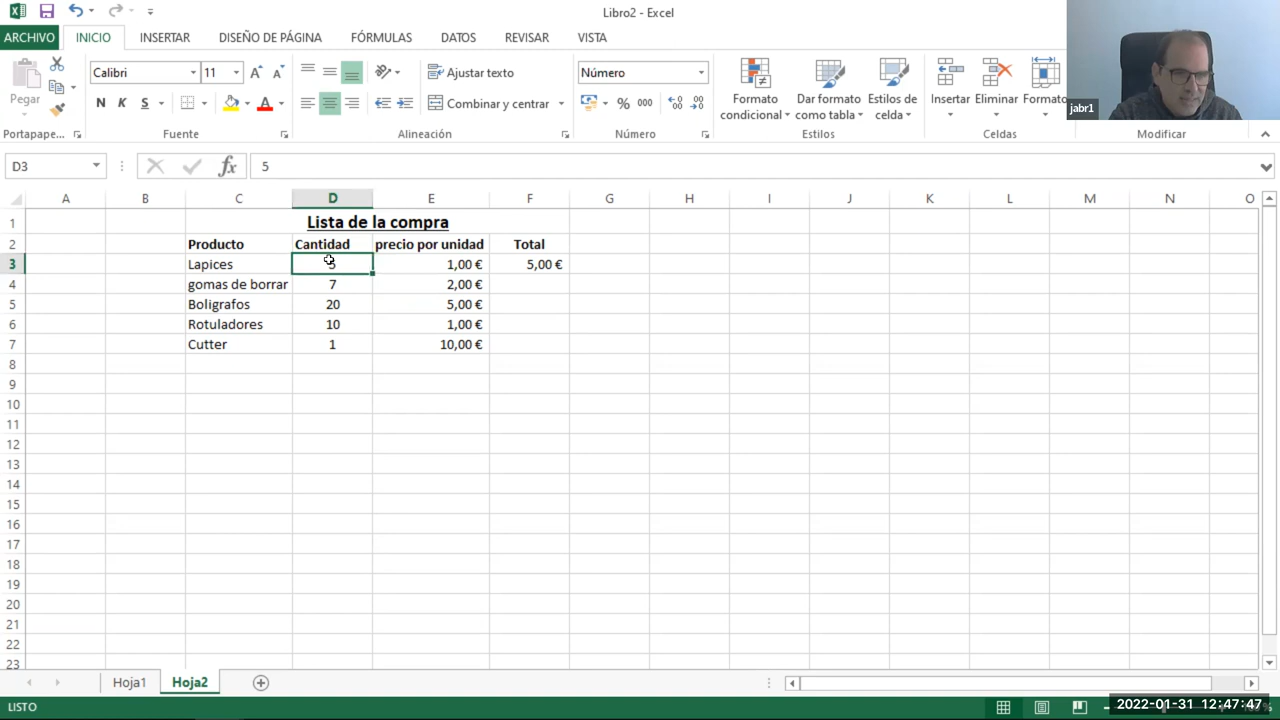 Libro2 - Excel
ARCHIVO INICIO INSERTAR DISEÑO DE PÁGINA FÓRMULAS DATOS REVISAR VISTA
Pegar
Calibri 11
N K S
Ajustar texto
Combinar y centrar
Número
% 000
Formato condicional
Dar formato como tabla
Estilos de celda
Insertar
Eliminar
Formato
jabr1
Portapape... Fuente Alineación Número Estilos Celdas Modificar
D3 fx 5
A B C D E F G H I J K L M N O
1 Lista de la compra
2 Producto Cantidad precio por unidad Total
3 Lapices 5 1,00 € 5,00 €
4 gomas de borrar 7 2,00 €
5 Boligrafos 20 5,00 €
6 Rotuladores 10 1,00 €
7 Cutter 1 10,00 €
8
9
10
11
12
13
14
15
16
17
18
19
20
21
22
23
Hoja1 Hoja2
LISTO
2022-01-31 12:47:47